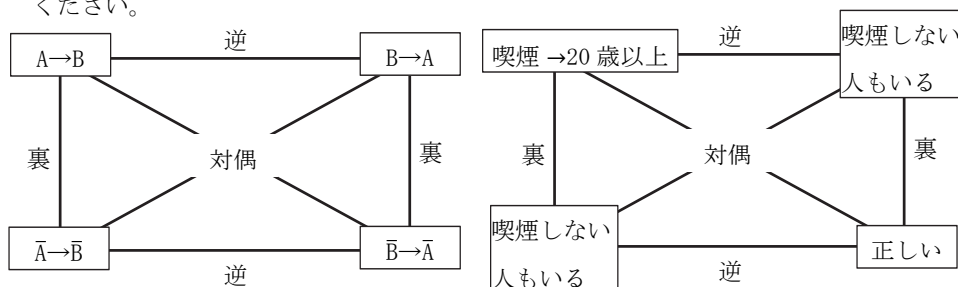 ください。
逆
A→B
B→A
裏
対偶
裏
Ā→B̄
B̄→Ā
逆
喫煙→20歳以上
逆
喫煙しない
人もいる
裏
対偶
裏
喫煙しない
人もいる
正しい
逆